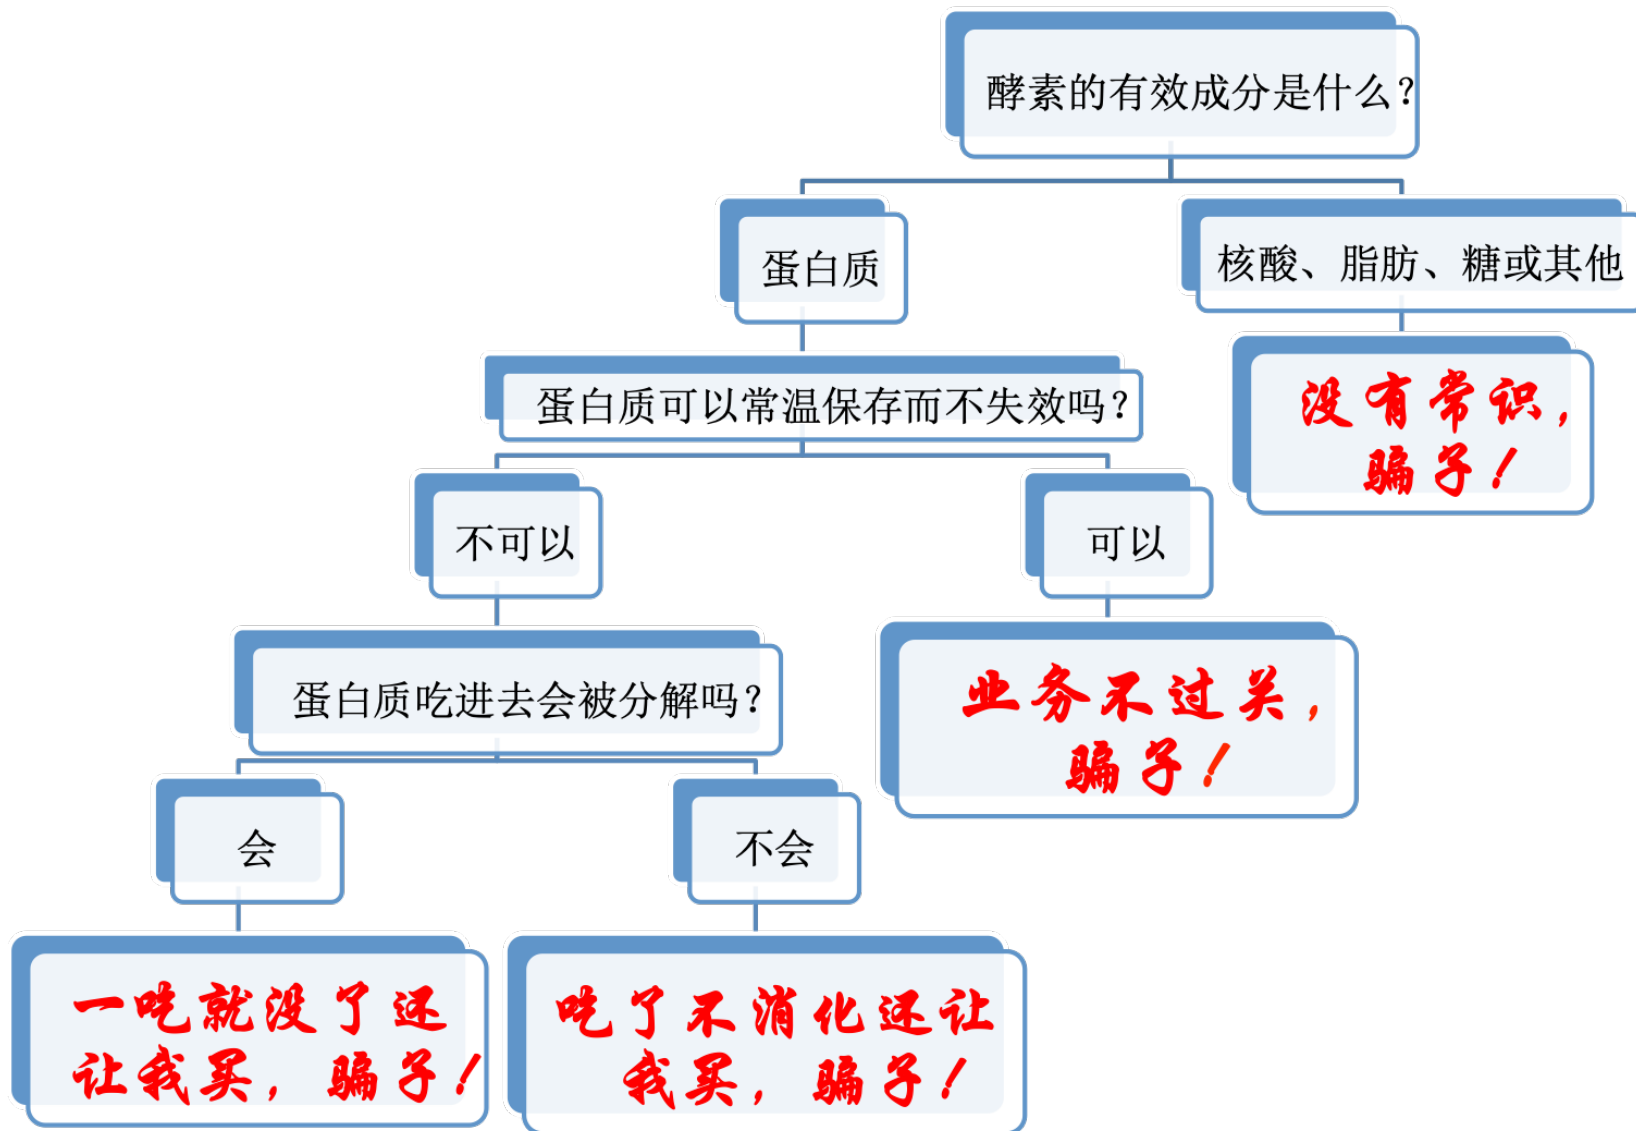 酵素的有效成分是什么？
蛋白质
核酸、脂肪、糖或其他
没有常识，
骗子！
蛋白质可以常温保存而不失效吗？
不可以
可以
蛋白质吃进去会被分解吗？
业务不过关，
骗子！
会
不会
一吃就没了还
让我买，骗子！
吃了不消化还让
我买，骗子！